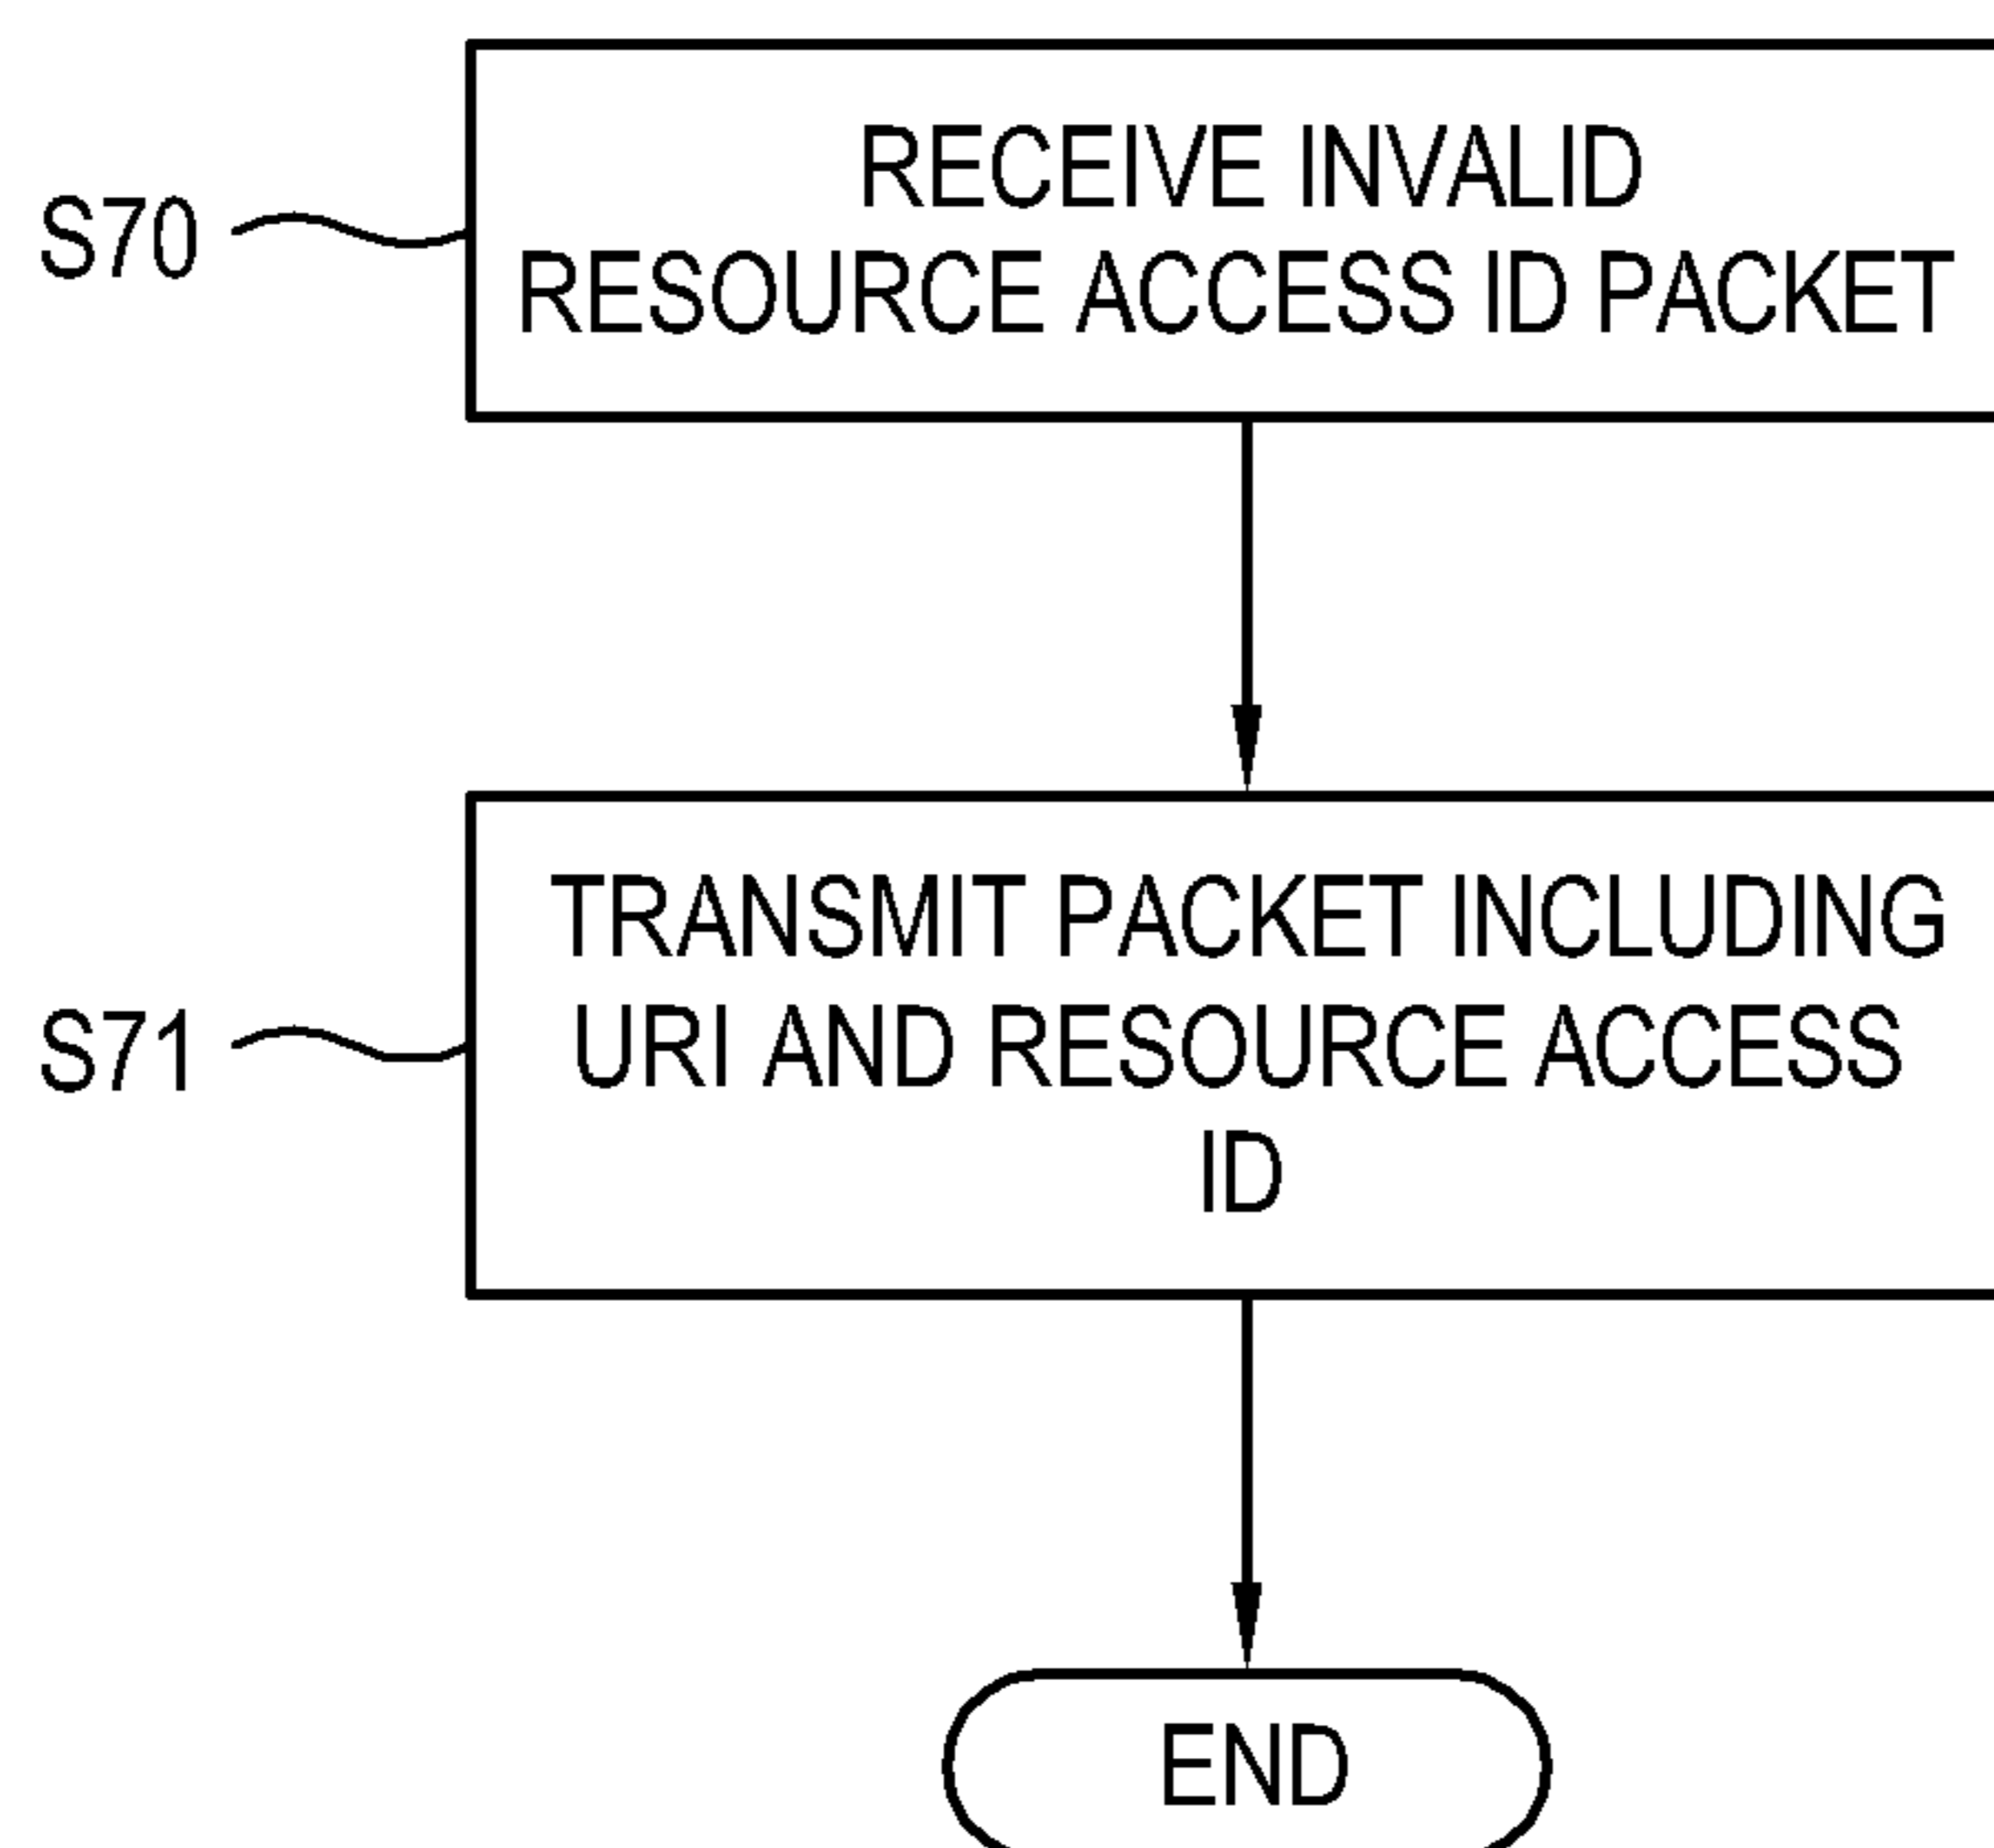 S70
RECEIVE INVALID
RESOURCE ACCESS ID PACKET
S71
TRANSMIT PACKET INCLUDING
URI AND RESOURCE ACCESS
ID
END